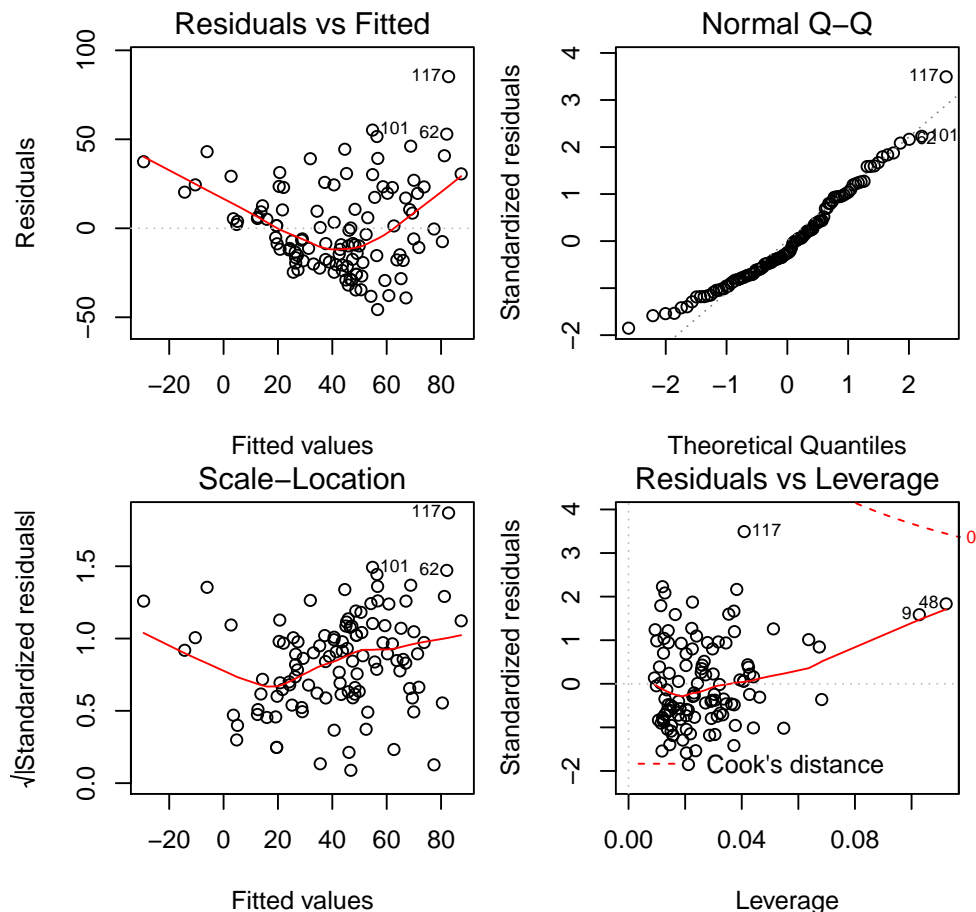 Residuals vs Fitted
Residuals
100
50
0
−50
117
101
62
−20 0 20 40 60 80
Fitted values
Normal Q−Q
Standardized residuals
4
3
2
1
0
−2
117
62
101
−2 −1 0 1 2
Theoretical Quantiles
Scale−Location
√|Standardized residuals|
1.5
1.0
0.5
0.0
117
101
62
−20 0 20 40 60 80
Fitted values
Residuals vs Leverage
Standardized residuals
4
3
2
1
0
−2
117
9
48
0
Cook's distance
0.00 0.04 0.08
Leverage